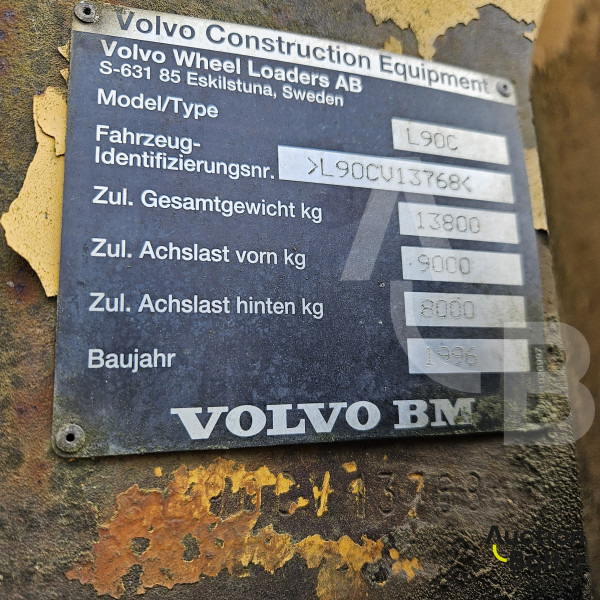 Volvo Construction Equipment
Volvo Wheel Loaders AB
S-631 85 Eskilstuna, Sweden
Model/Type L90C
Fahrzeug-
Identifizierungsnr. >L90CV13768<
Zul. Gesamtgewicht kg 13800
Zul. Achslast vorn kg 9000
Zul. Achslast hinten kg 8000
Baujahr 1996
VOLVO BM
L90CV13768
A
B